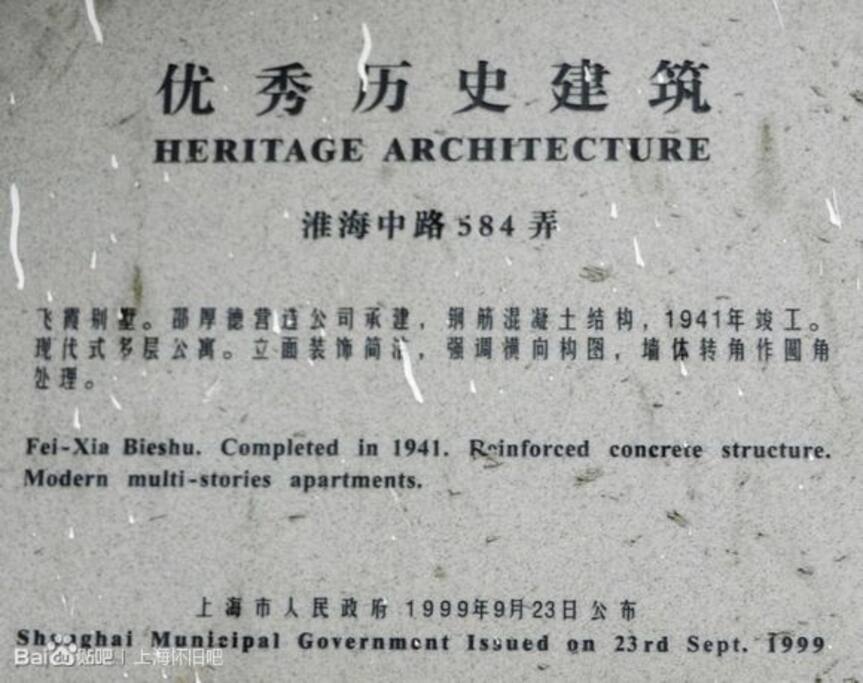 优秀历史建筑
HERITAGE ARCHITECTURE
淮海中路584弄
飞霞别墅。邵厚德营造公司承建，钢筋混凝土结构，1941年竣工。
现代式多层公寓。立面装饰简洁，强调横向构图，墙体转角作圆角
处理。
Fei-Xia Bieshu. Completed in 1941. Reinforced concrete structure.
Modern multi-stories apartments.
上海市人民政府 1999年9月23日公布
Shanghai Municipal Government Issued on 23rd Sept. 1999
Bai贴吧 | 上海怀旧吧